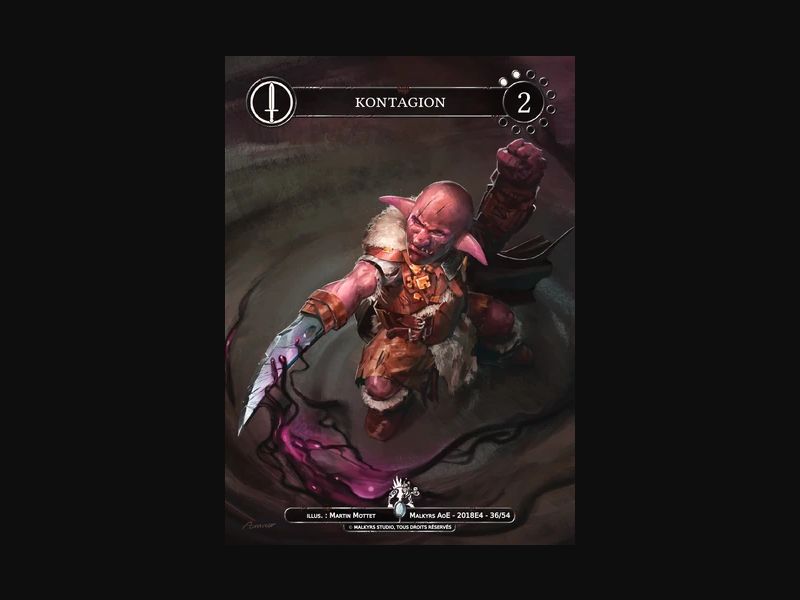 KONTAGION
2
ILLUS. : MARTIN MOTTET
MALKYRS AOE - 2018E4 - 36/54
© MALKYRS STUDIO, TOUS DROITS RÉSERVÉS